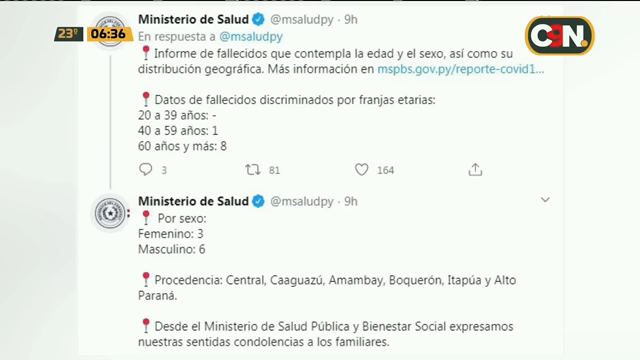 23º 06:36
C9N.
Ministerio de Salud @msaludpy · 9h
En respuesta a @msaludpy
Informe de fallecidos que contempla la edad y el sexo, así como su
distribución geográfica. Más información en mspbs.gov.py/reporte-covid1...
Datos de fallecidos discriminados por franjas etarias:
20 a 39 años: -
40 a 59 años: 1
60 años y más: 8
3 81 164
Ministerio de Salud @msaludpy · 9h
Por sexo:
Femenino: 3
Masculino: 6
Procedencia: Central, Caaguazú, Amambay, Boquerón, Itapúa y Alto
Paraná.
Desde el Ministerio de Salud Pública y Bienestar Social expresamos
nuestras sentidas condolencias a los familiares.